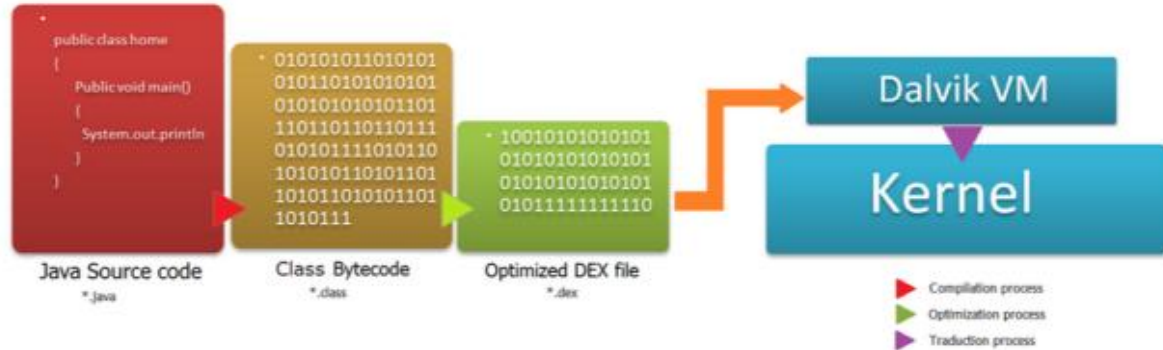 public class home
{
Public void main()
{
System.out.println
}
}
010101011010101
010110101010101
010101010101101
110110110110111
010101111010110
101010110101101
101011010101101
1010111
10010101010101
01010101010101
01010101010101
01011111111110
Dalvik VM
Kernel
Java Source code
*.java
Class Bytecode
*.class
Optimized DEX file
*.dex
Compilation process
Optimization process
Traduction process